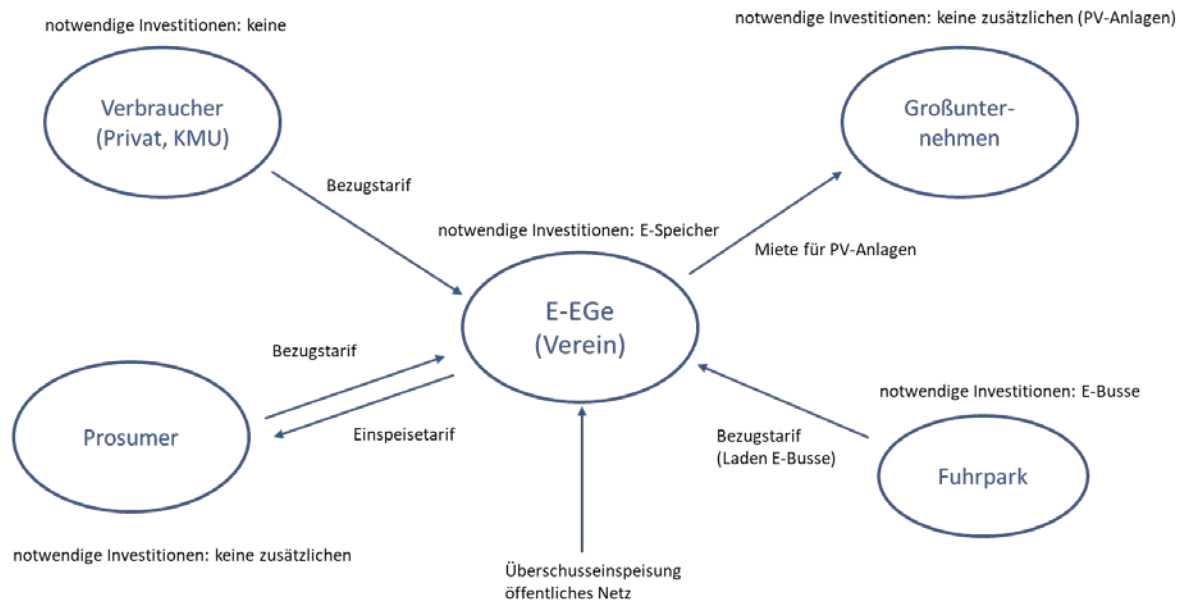 notwendige Investitionen: keine
notwendige Investitionen: keine zusätzlichen (PV-Anlagen)
Verbraucher
(Privat, KMU)
Großunter-
nehmen
Bezugstarif
notwendige Investitionen: E-Speicher
Miete für PV-Anlagen
E-EGe
(Verein)
Bezugstarif
notwendige Investitionen: E-Busse
Prosumer
Einspeisetarif
Bezugstarif
(Laden E-Busse)
Fuhrpark
notwendige Investitionen: keine zusätzlichen
Überschusseinspeisung
öffentliches Netz